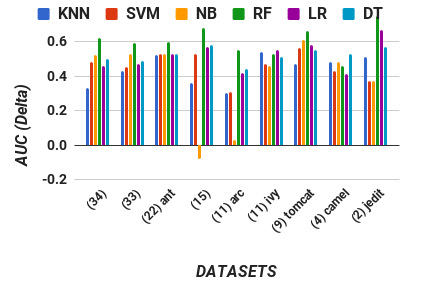 KNN SVM NB RF LR DT
0.6
0.4
0.2
0.0
-0.2
AUC (Delta)
(34) (33) (22) ant (15) (11) arc (11) ivy (9) tomcat (4) camel (2) jedit
DATASETS